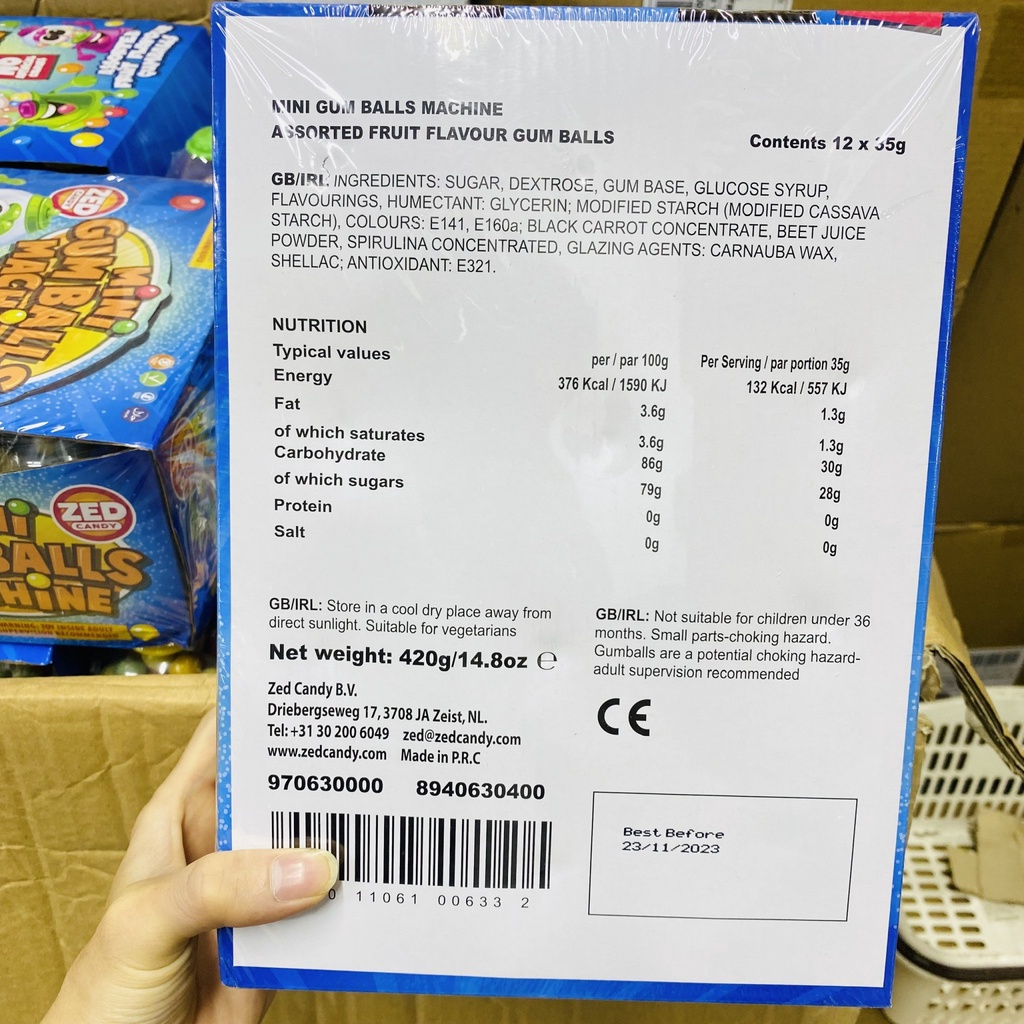 MINI GUM BALLS MACHINE
ASSORTED FRUIT FLAVOUR GUM BALLS
Contents 12 x 35g
GB/IRL INGREDIENTS: SUGAR, DEXTROSE, GUM BASE, GLUCOSE SYRUP,
FLAVOURINGS, HUMECTANT: GLYCERIN; MODIFIED STARCH (MODIFIED CASSAVA
STARCH), COLOURS: E141, E160a; BLACK CARROT CONCENTRATE, BEET JUICE
POWDER, SPIRULINA CONCENTRATED, GLAZING AGENTS: CARNAUBA WAX,
SHELLAC; ANTIOXIDANT: E321.
NUTRITION
Typical values per / par 100g Per Serving / par portion 35g
Energy 376 Kcal / 1590 KJ 132 Kcal / 557 KJ
Fat 3.6g 1.3g
of which saturates 3.6g 1.3g
Carbohydrate 86g 30g
of which sugars 79g 28g
Protein 0g 0g
Salt 0g 0g
GB/IRL: Store in a cool dry place away from
direct sunlight. Suitable for vegetarians
Net weight: 420g/14.8oz ℮
Zed Candy B.V.
Driebergseweg 17, 3708 JA Zeist, NL.
Tel: +31 30 200 6049 zed@zedcandy.com
www.zedcandy.com Made in P.R.C
970630000 8940630400
0 11061 00633 2
GB/IRL: Not suitable for children under 36
months. Small parts-choking hazard.
Gumballs are a potential choking hazard-
adult supervision recommended
CE
Best Before
23/11/2023
ZED
CANDY
MINI
GUM BALLS
ZED
CANDY
BALLS